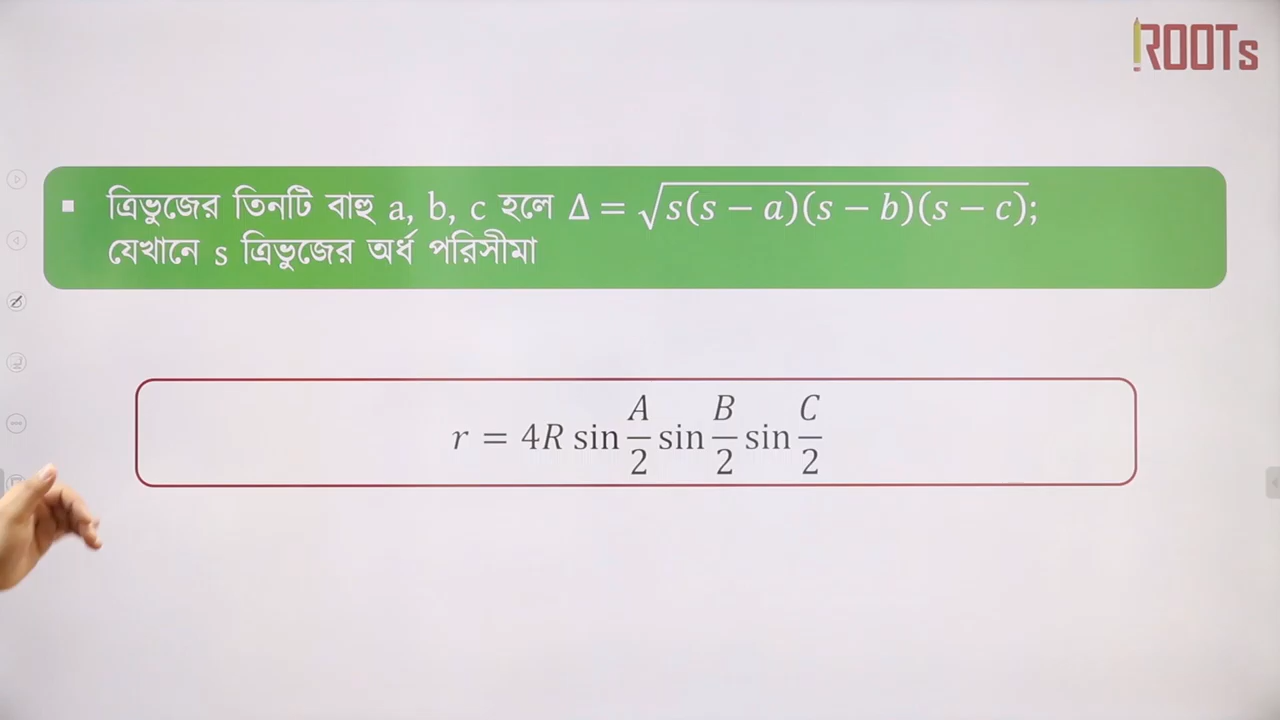 ROOTs
▪ ত্রিভুজের তিনটি বাহু a, b, c হলে Δ = √s(s − a)(s − b)(s − c);
যেখানে s ত্রিভুজের অর্ধ পরিসীমা
r = 4R sin A/2 sin B/2 sin C/2